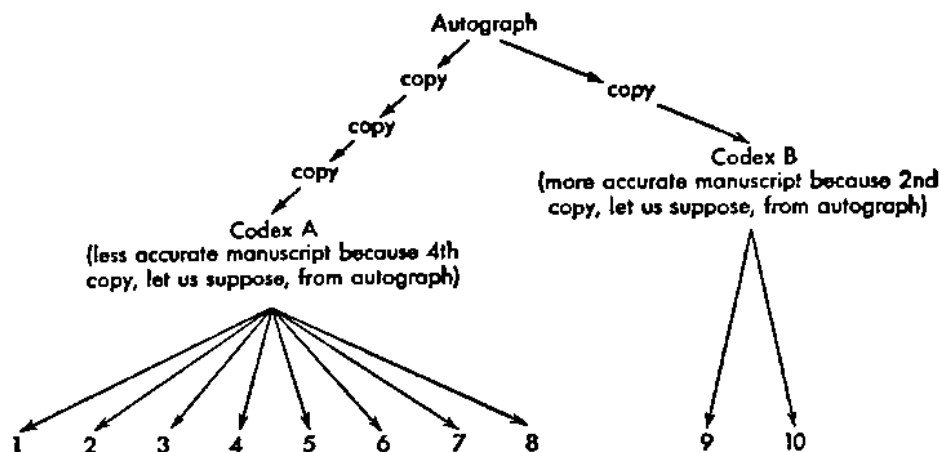 Autograph
copy
copy
copy
copy
Codex A
(less accurate manuscript because 4th
copy, let us suppose, from autograph)
Codex B
(more accurate manuscript because 2nd
copy, let us suppose, from autograph)
1 2 3 4 5 6 7 8 9 10